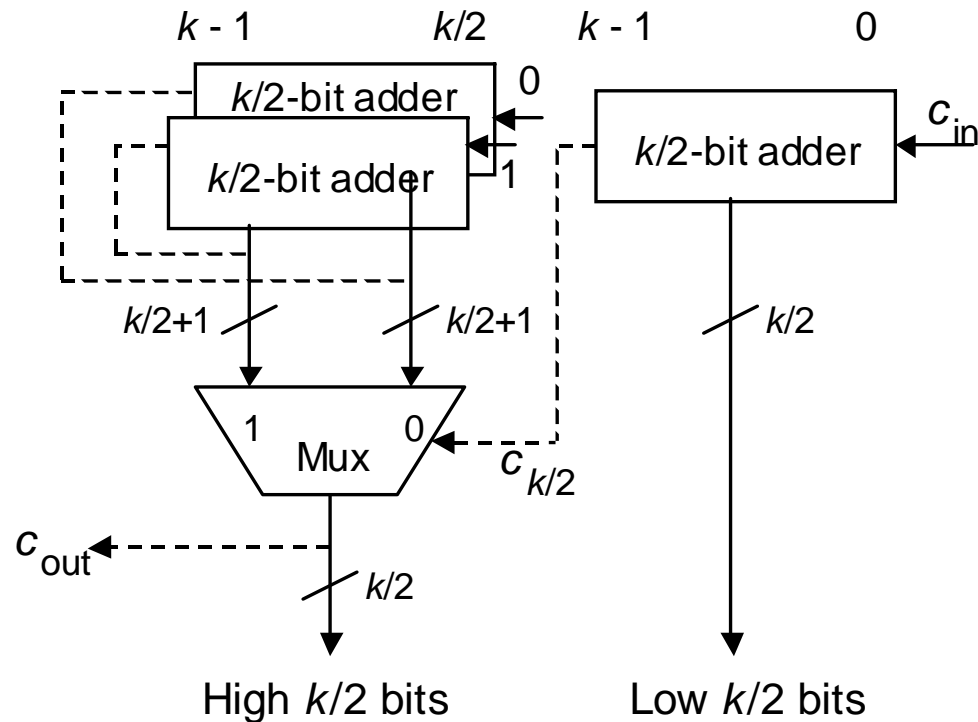 k - 1 k/2 k - 1 0
k/2-bit adder 0
k/2-bit adder 1
k/2-bit adder c_in
k/2+1 k/2+1 k/2
1 Mux 0
c_k/2
c_out
k/2
High k/2 bits Low k/2 bits